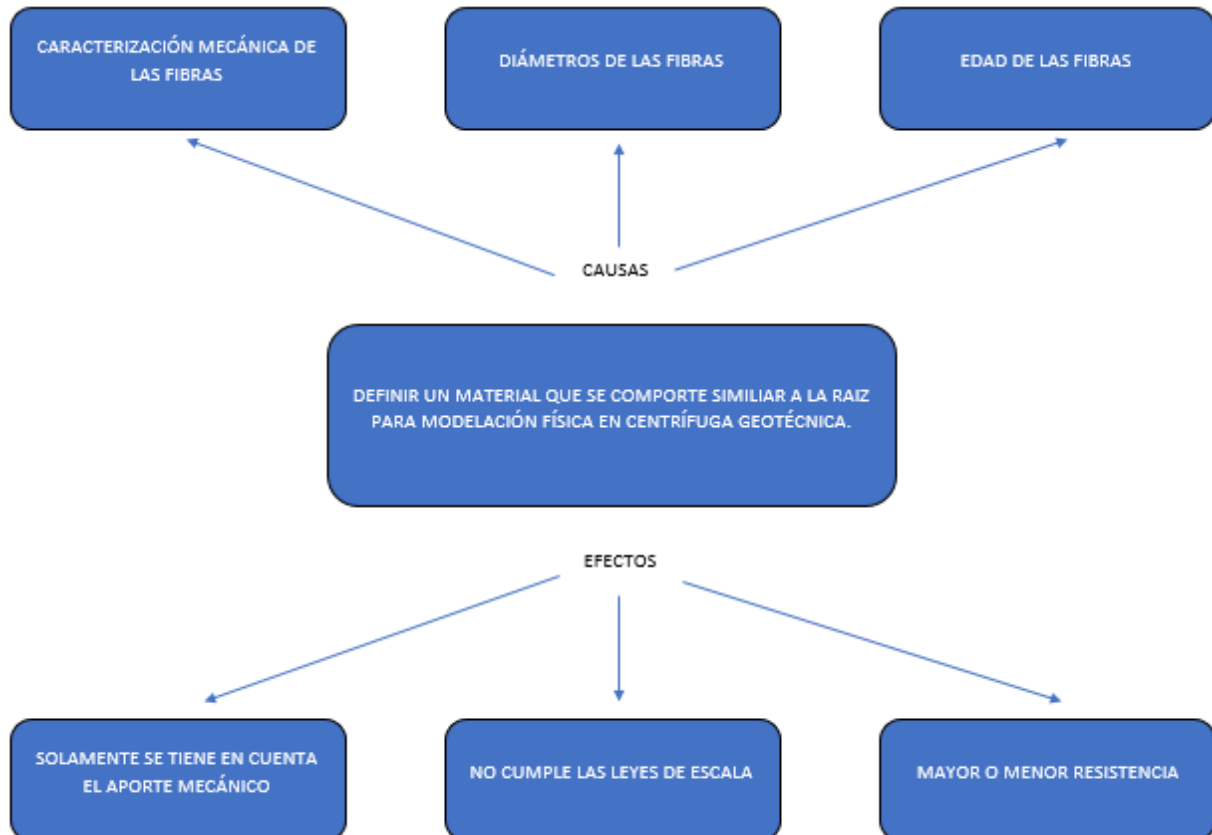 CARACTERIZACIÓN MECÁNICA DE
LAS FIBRAS
DIÁMETROS DE LAS FIBRAS
EDAD DE LAS FIBRAS
CAUSAS
DEFINIR UN MATERIAL QUE SE COMPORTE SIMILIAR A LA RAIZ
PARA MODELACIÓN FÍSICA EN CENTRÍFUGA GEOTÉCNICA.
EFECTOS
SOLAMENTE SE TIENE EN CUENTA
EL APORTE MECÁNICO
NO CUMPLE LAS LEYES DE ESCALA
MAYOR O MENOR RESISTENCIA